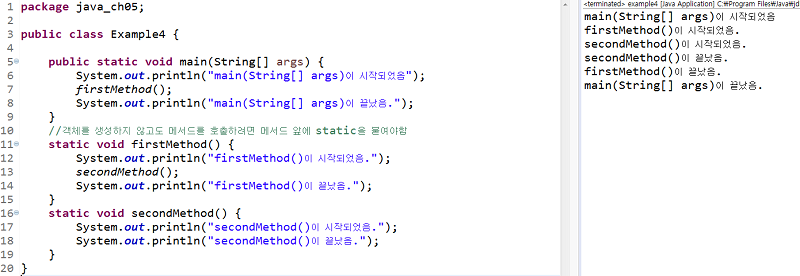 1 package java_ch05;
2
3 public class Example4 {
4
5 public static void main(String[] args) {
6 System.out.println("main(String[] args)이 시작되었음");
7 firstMethod();
8 System.out.println("main(String[] args)이 끝났음.");
9 }
10 //객체를 생성하지 않고도 메서드를 호출하려면 메서드 앞에 static을 붙여야함
11 static void firstMethod() {
12 System.out.println("firstMethod()이 시작되었음.");
13 secondMethod();
14 System.out.println("firstMethod()이 끝났음.");
15 }
16 static void secondMethod() {
17 System.out.println("secondMethod()이 시작되었음.");
18 System.out.println("secondMethod()이 끝났음.");
19 }
20 }
<terminated> example4 [Java Application] C:₩Program Files₩Java₩jd
main(String[] args)이 시작되었음
firstMethod()이 시작되었음.
secondMethod()이 시작되었음.
secondMethod()이 끝났음.
firstMethod()이 끝났음.
main(String[] args)이 끝났음.